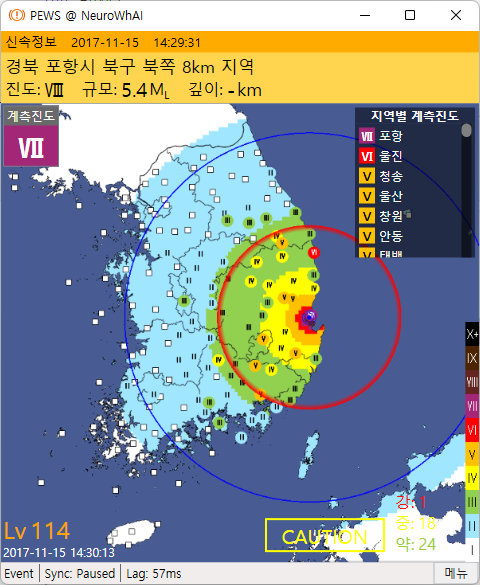 PEWS @ NeuroWhAI
신속정보 2017-11-15 14:29:31
경북 포항시 북구 북쪽 8km 지역
진도: Ⅷ 규모: 5.4 ML 깊이: - km
계측진도
Ⅶ
지역별 계측진도
Ⅶ 포항
Ⅵ 울진
Ⅴ 청송
Ⅴ 울산
Ⅴ 창원
Ⅴ 안동
Ⅴ 태백
X+
IX
VIII
VII
VI
V
IV
III
II
I
강: 1
중: 18
약: 24
CAUTION
Lv 114
2017-11-15 14:30:13
Event Sync: Paused Lag: 57ms 메뉴